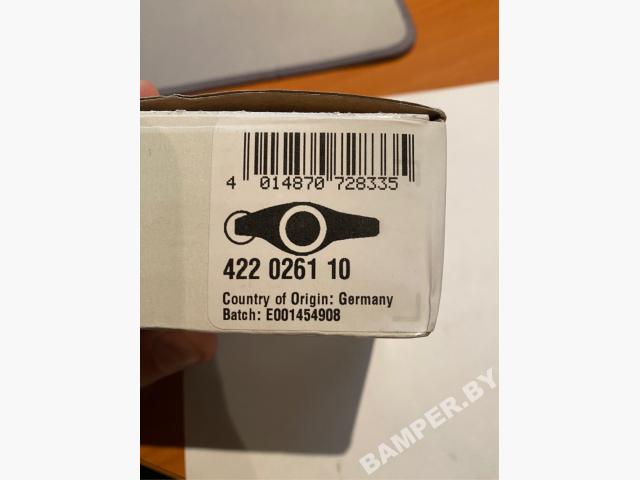 4 014870 728335
422 0261 10
Country of Origin: Germany
Batch: E001454908
BAMPER.BY